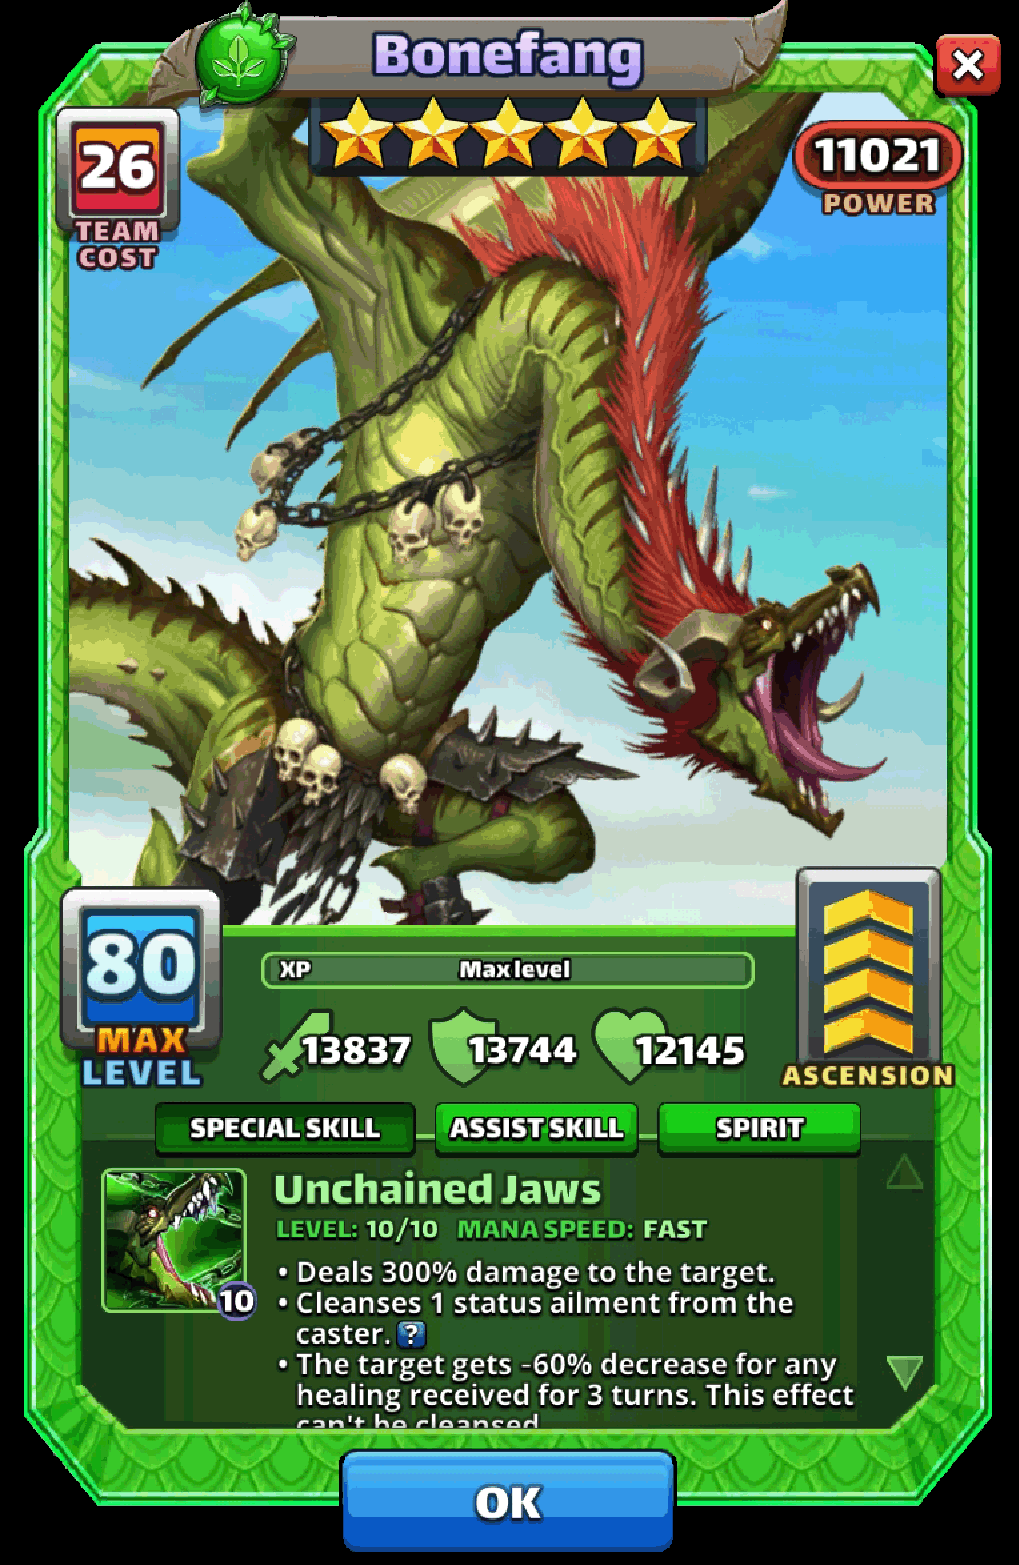 Bonefang
26
TEAM
COST
11021
POWER
80
MAX
LEVEL
XP Max level
13837 13744 12145
ASCENSION
SPECIAL SKILL ASSIST SKILL SPIRIT
Unchained Jaws
LEVEL: 10/10 MANA SPEED: FAST
10
• Deals 300% damage to the target.
• Cleanses 1 status ailment from the
caster. ?
• The target gets -60% decrease for any
healing received for 3 turns. This effect
can't be cleansed
OK